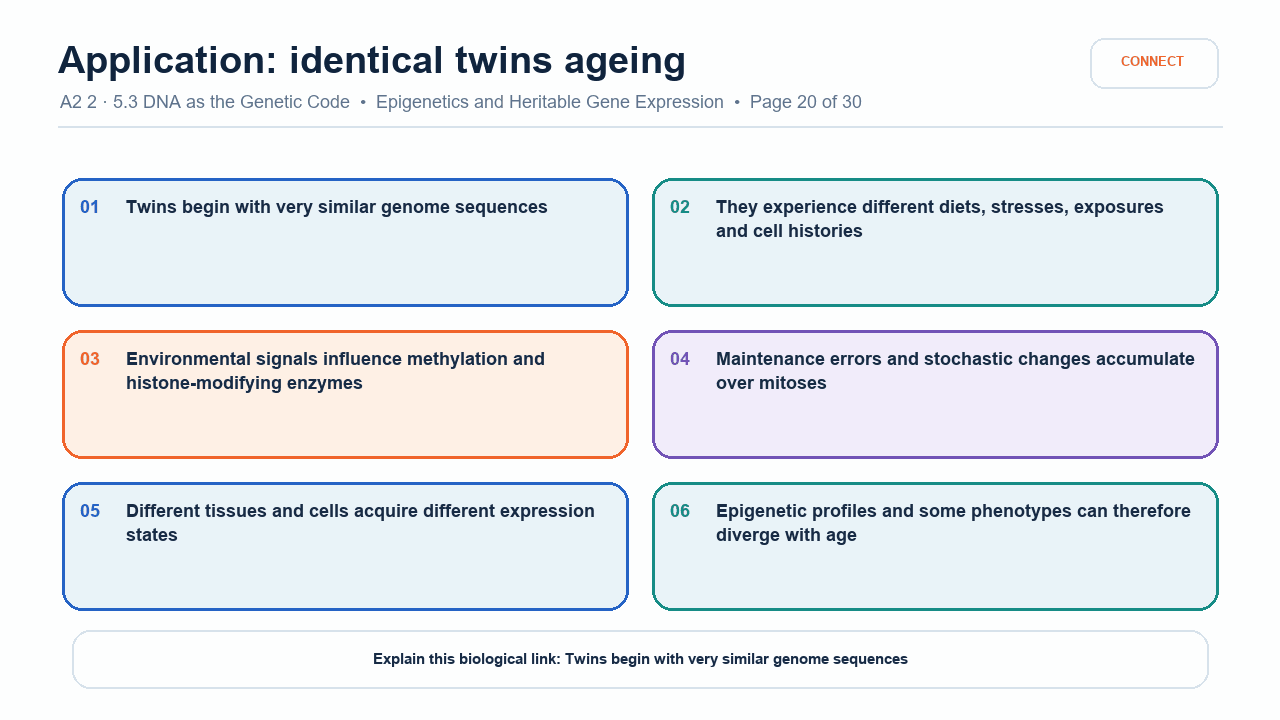 Application: identical twins ageing
CONNECT
A2 2 · 5.3 DNA as the Genetic Code • Epigenetics and Heritable Gene Expression • Page 20 of 30
01 Twins begin with very similar genome sequences
02 They experience different diets, stresses, exposures
and cell histories
03 Environmental signals influence methylation and
histone-modifying enzymes
04 Maintenance errors and stochastic changes accumulate
over mitoses
05 Different tissues and cells acquire different expression
states
06 Epigenetic profiles and some phenotypes can therefore
diverge with age
Explain this biological link: Twins begin with very similar genome sequences